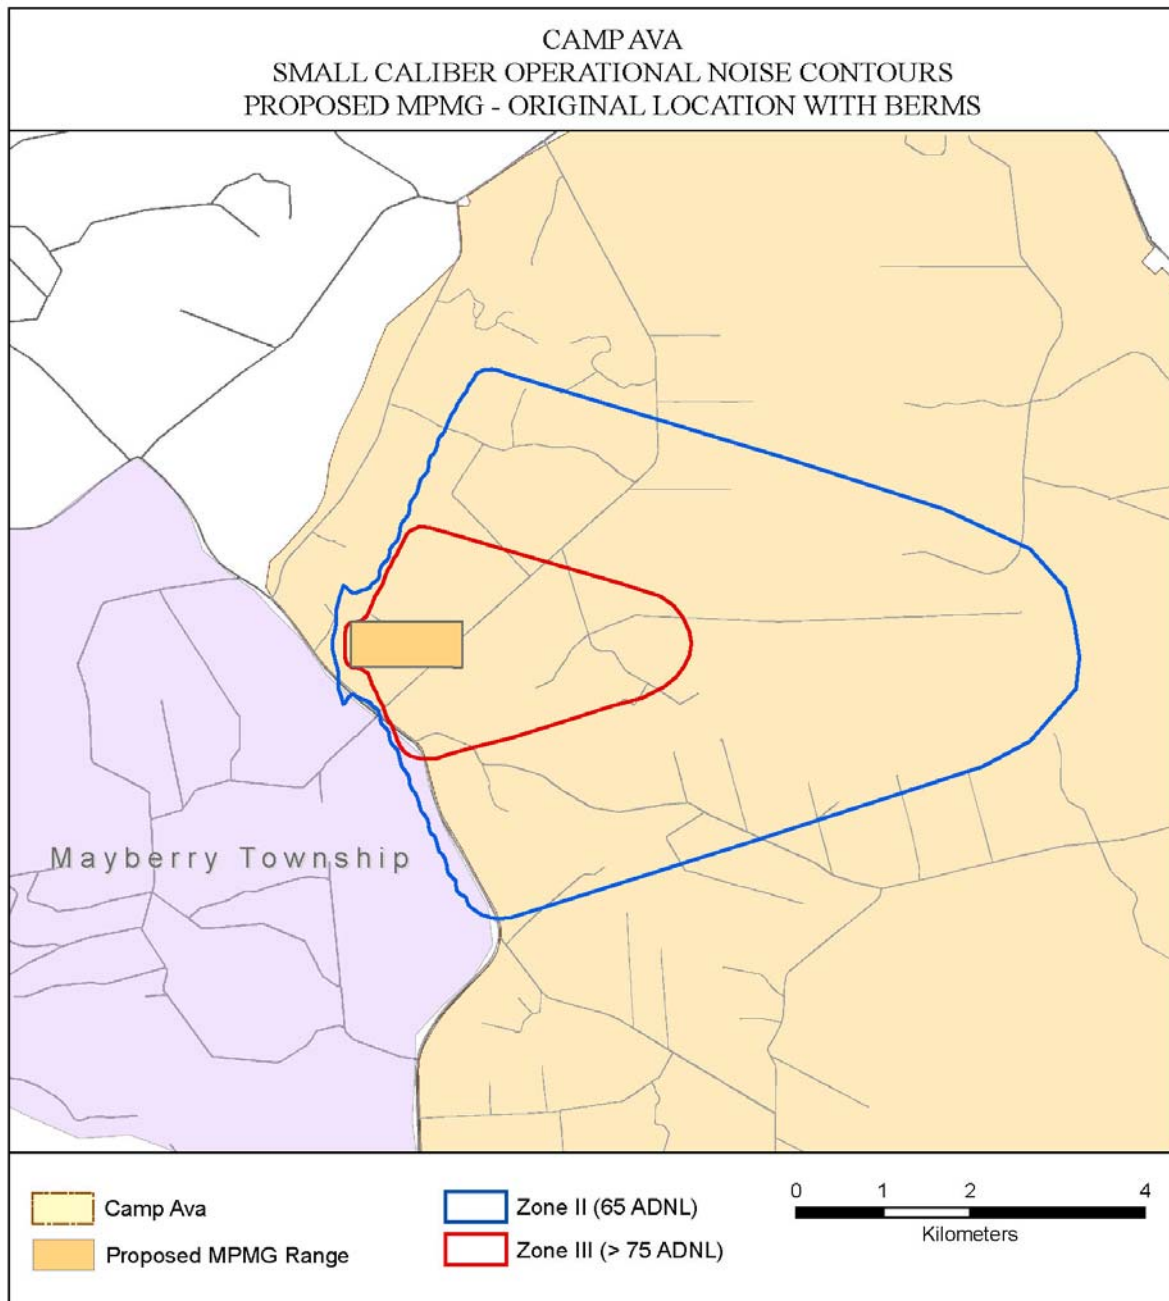 CAMP AVA
SMALL CALIBER OPERATIONAL NOISE CONTOURS
PROPOSED MPMG - ORIGINAL LOCATION WITH BERMS
Mayberry Township
Camp Ava
Proposed MPMG Range
Zone II (65 ADNL)
Zone III (> 75 ADNL)
0 1 2 4
Kilometers